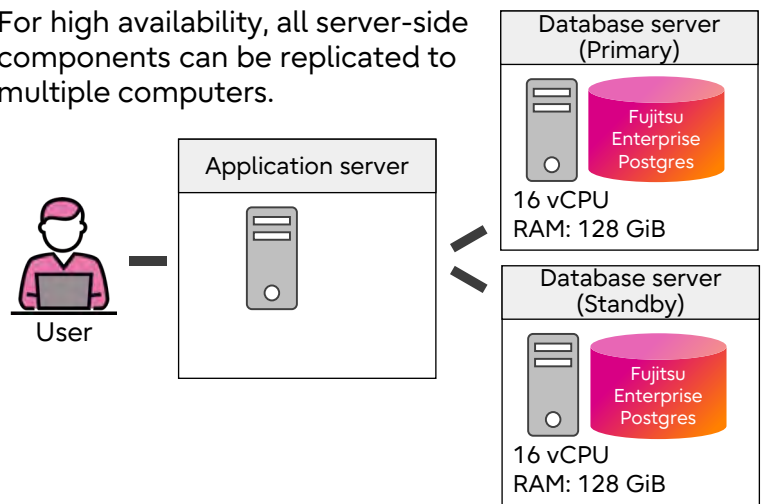 For high availability, all server-side
components can be replicated to
multiple computers.
User
Application server
Database server
(Primary)
Fujitsu
Enterprise
Postgres
16 vCPU
RAM: 128 GiB
Database server
(Standby)
Fujitsu
Enterprise
Postgres
16 vCPU
RAM: 128 GiB